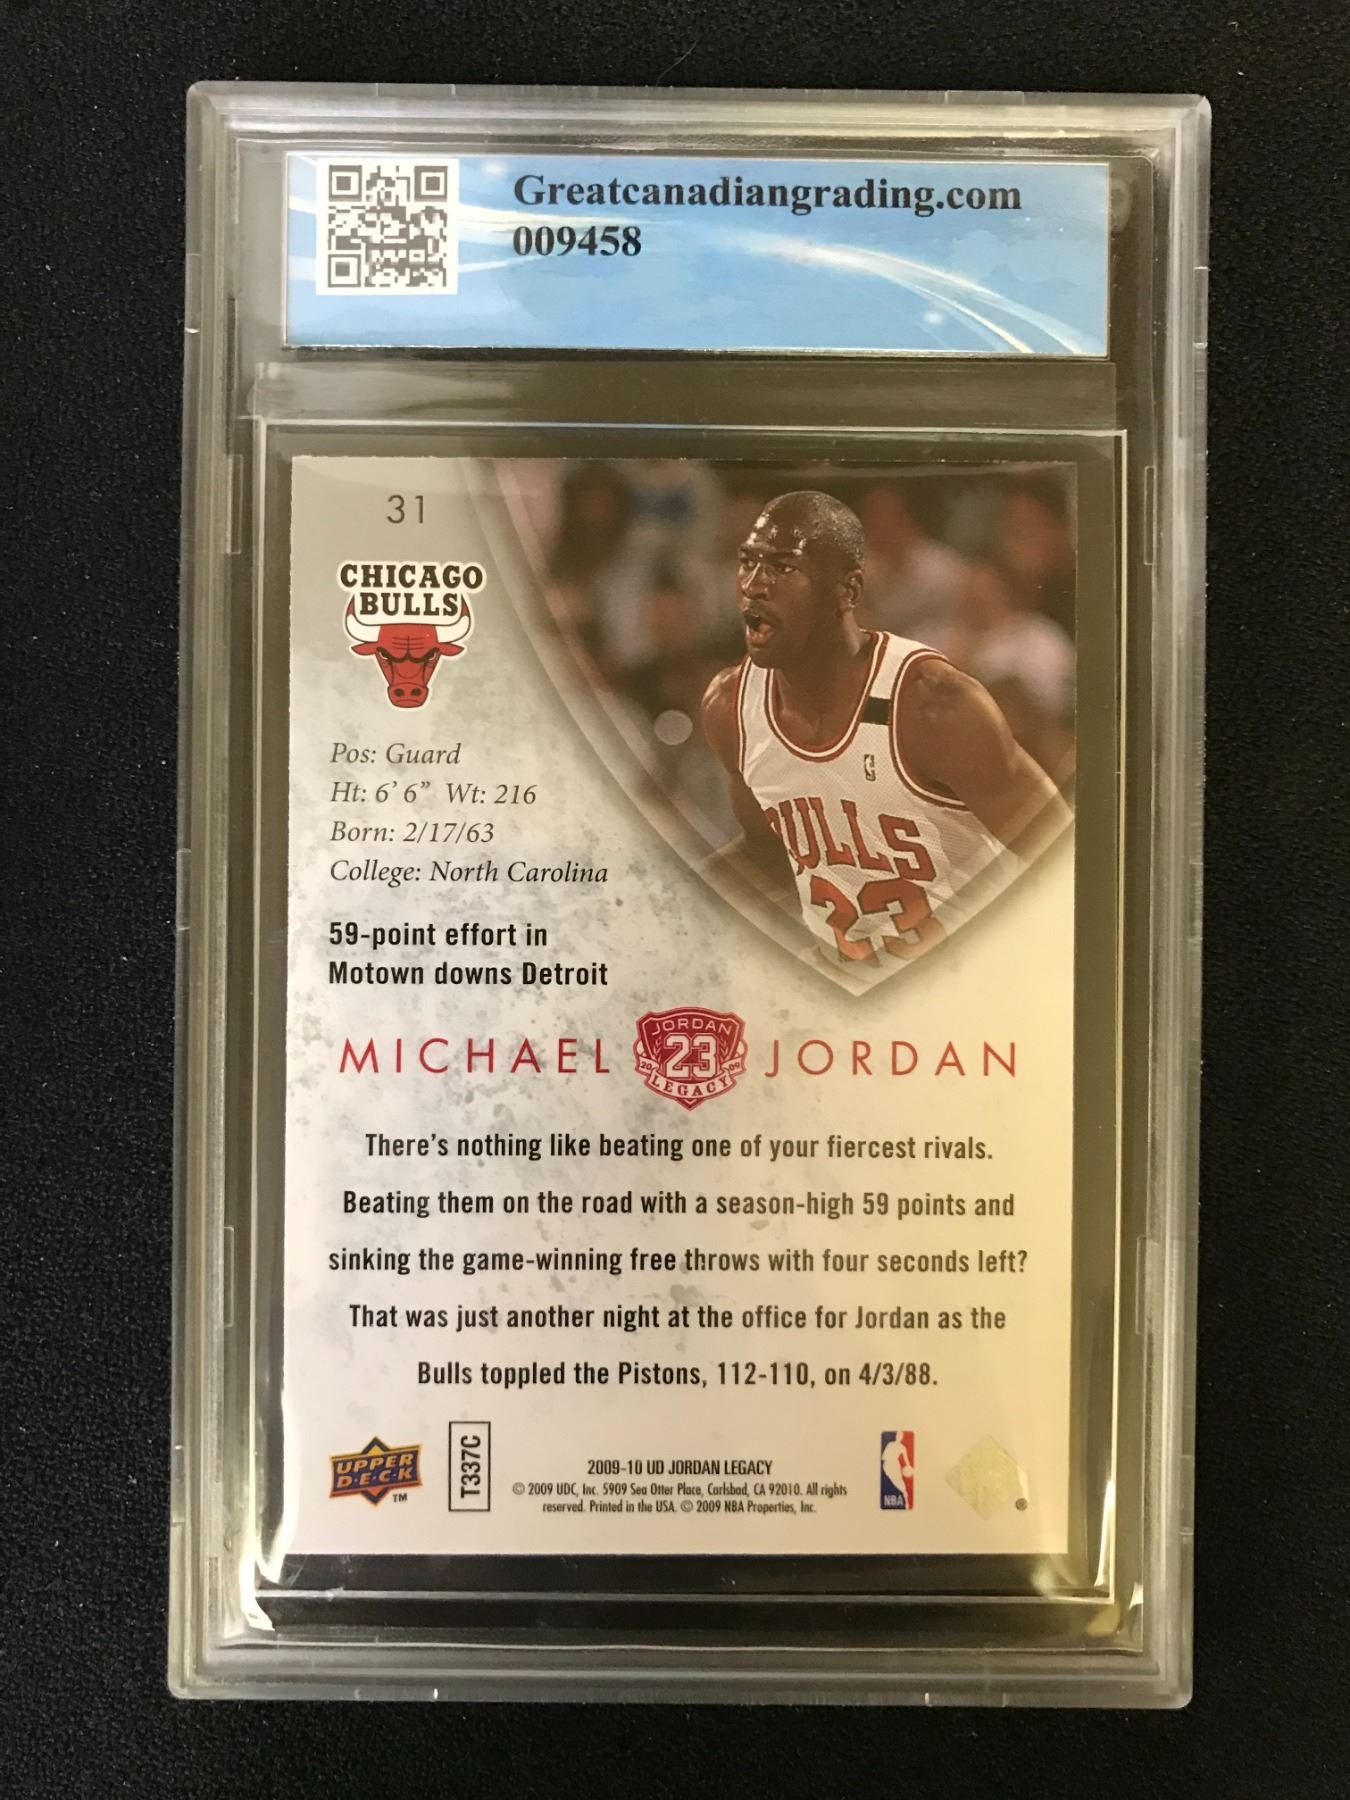 Greatcanadiangrading.com
009458
31
CHICAGO
BULLS
Pos: Guard
Ht: 6' 6” Wt: 216
Born: 2/17/63
College: North Carolina
BULLS
23
59-point effort in
Motown downs Detroit
MICHAEL JORDAN 23 LEGACY 20 09 JORDAN
There's nothing like beating one of your fiercest rivals.
Beating them on the road with a season-high 59 points and
sinking the game-winning free throws with four seconds left?
That was just another night at the office for Jordan as the
Bulls toppled the Pistons, 112-110, on 4/3/88.
UPPER
D·E·C·K
TM
T337C
2009-10 UD JORDAN LEGACY
© 2009 UDC, Inc. 5909 Sea Otter Place, Carlsbad, CA 92010. All rights
reserved. Printed in the USA. © 2009 NBA Properties, Inc.
NBA
®